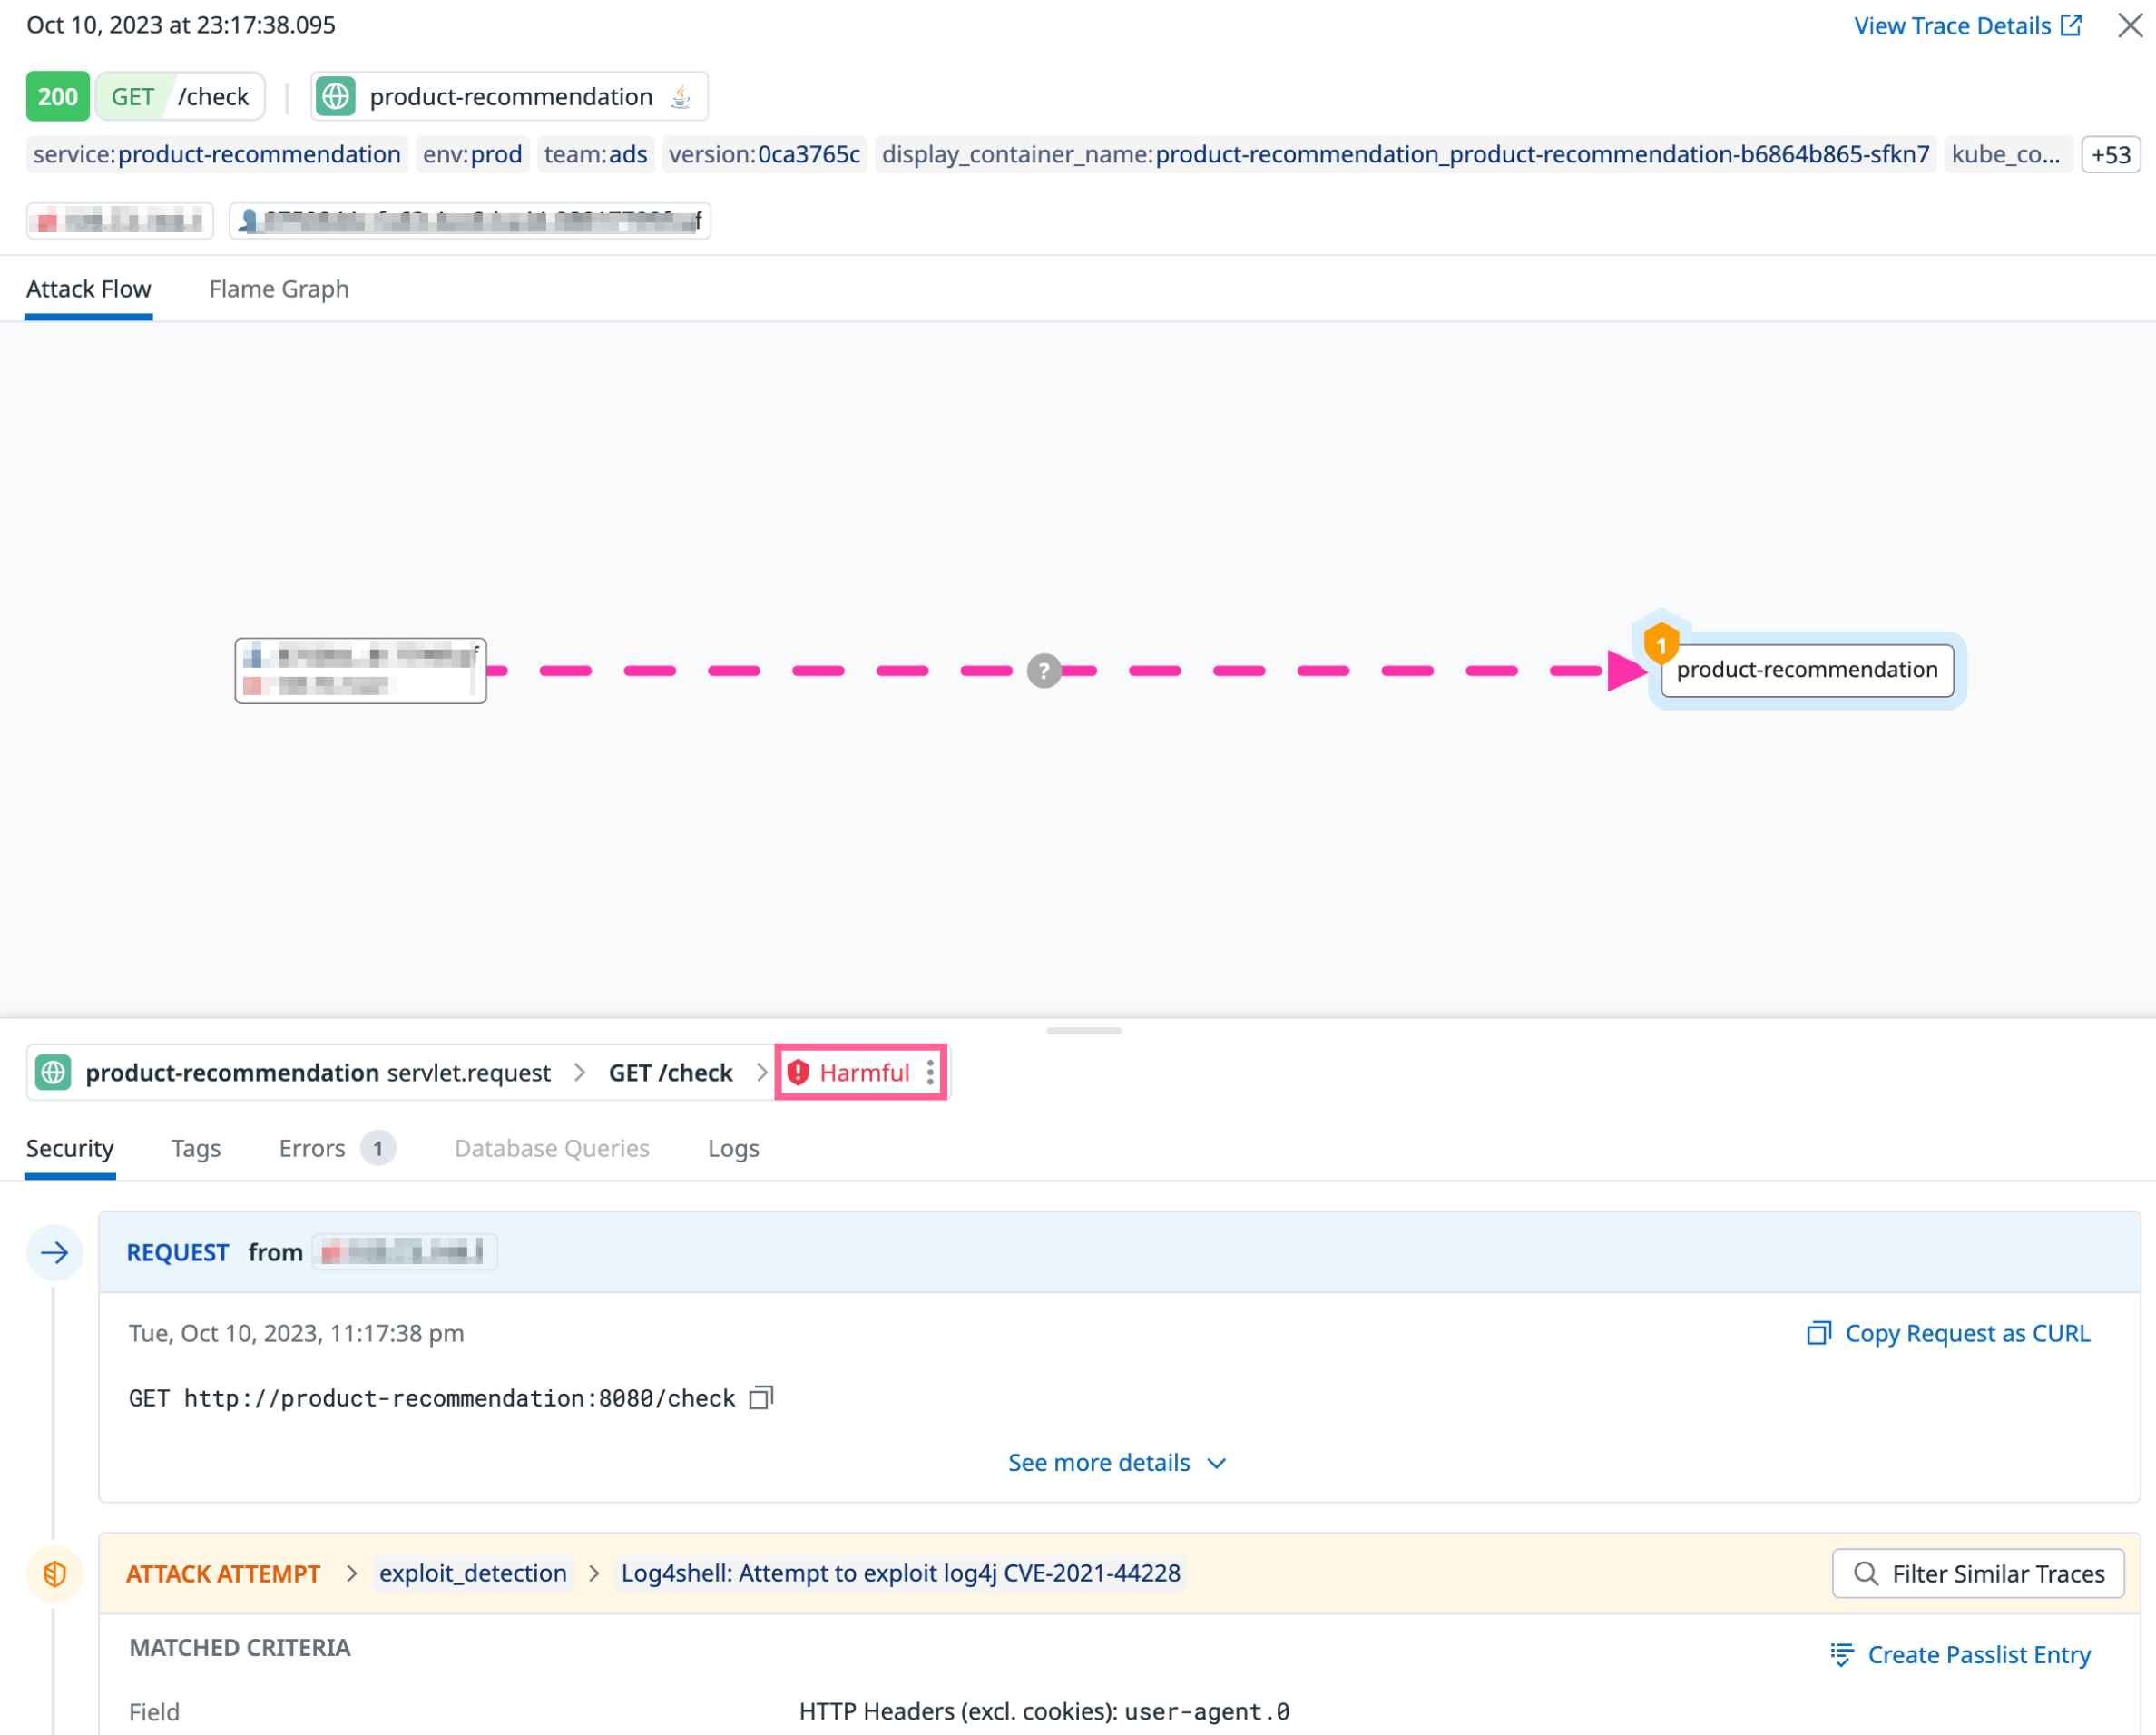 Oct 10, 2023 at 23:17:38.095 View Trace Details
200 GET /check product-recommendation
service:product-recommendation env:prod team:ads version:0ca3765c display_container_name:product-recommendation_product-recommendation-b6864b865-sfkn7 kube_co... +53
Attack Flow Flame Graph
?
1
product-recommendation
product-recommendation servlet.request > GET /check > Harmful
Security Tags Errors 1 Database Queries Logs
REQUEST from
Tue, Oct 10, 2023, 11:17:38 pm Copy Request as CURL
GET http://product-recommendation:8080/check
See more details
ATTACK ATTEMPT > exploit_detection > Log4shell: Attempt to exploit log4j CVE-2021-44228 Filter Similar Traces
MATCHED CRITERIA Create Passlist Entry
Field HTTP Headers (excl. cookies): user-agent.0